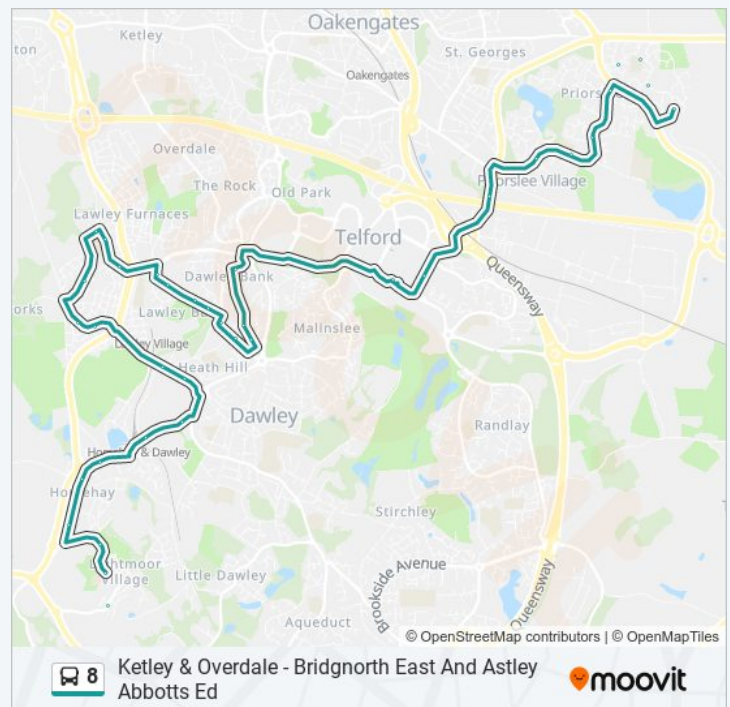 Oakengates
Ketley
ton
St. Georges
Oakengates
Priors
Overdale
The Rock
Old Park
Priorslee Village
Lawley Furnaces
Telford
Dawley Bank
Queensway
orks
Lawley Ba
Malinslee
Lawley Village
Heath Hill
Dawley
Randlay
Horsehay & Dawley
Horsehay
Stirchley
Lightmoor
Village
Little Dawley
Brookside Avenue
Queensway
Aqueduct
© OpenStreetMap contributors | © OpenMapTiles
8
Ketley & Overdale - Bridgnorth East And Astley
Abbotts Ed
moovit